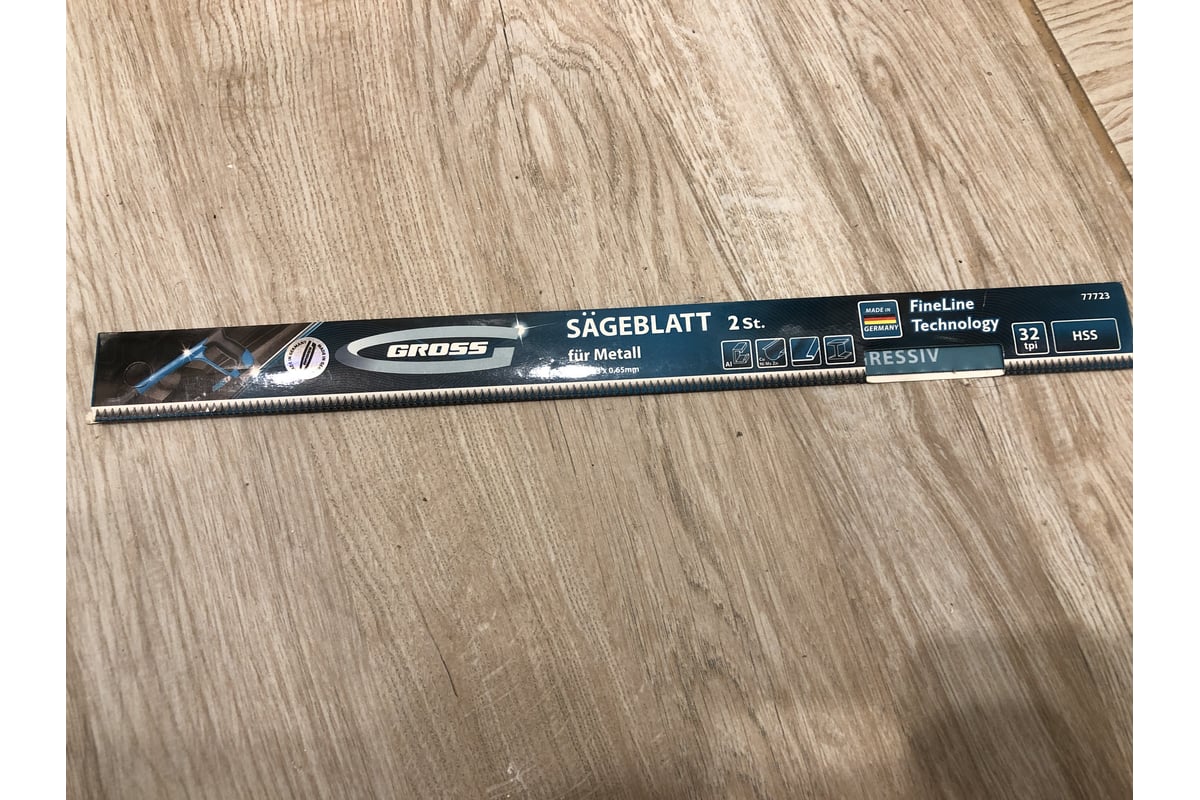 GROSS
SÄGEBLATT 2 St.
für Metall
x 0,65mm
Al
MADE IN
GERMANY
FineLine
Technology
RESSIV
32
tpi
HSS
77723